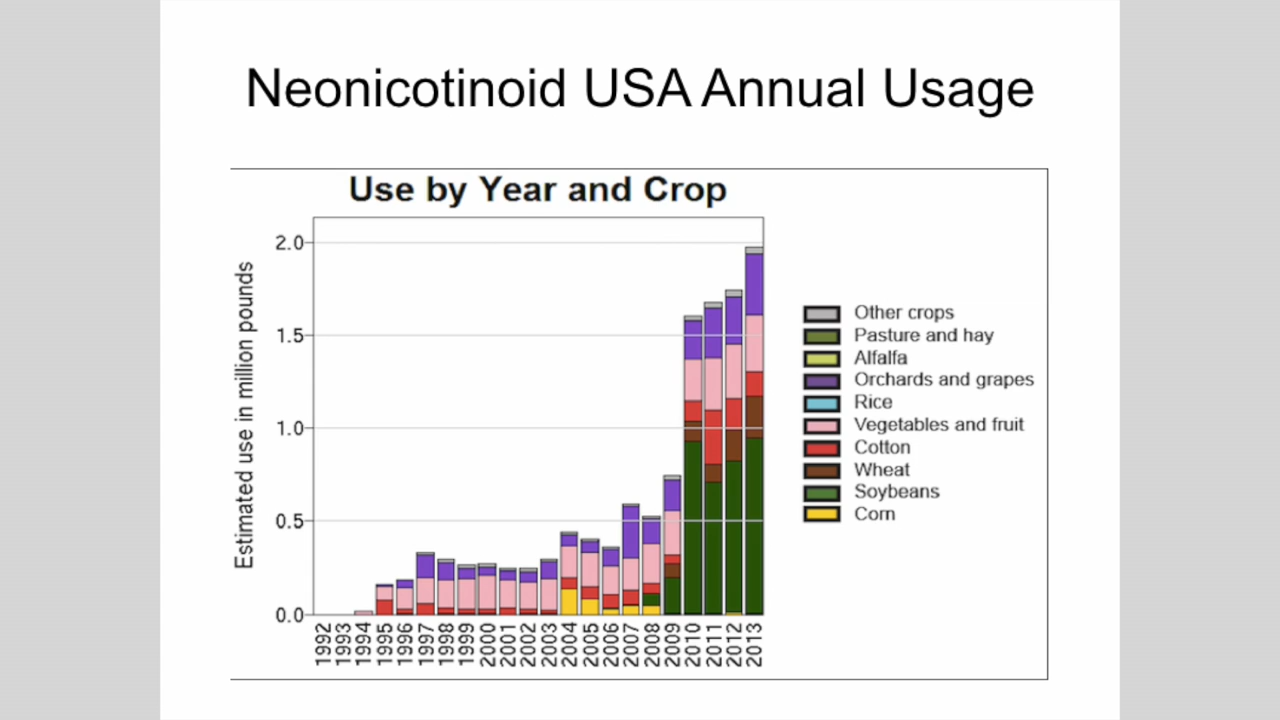 Neonicotinoid USA Annual Usage
Use by Year and Crop
Estimated use in million pounds
2.0
1.5
1.0
0.5
0.0
1992
1993
1994
1995
1996
1997
1998
1999
2000
2001
2002
2003
2004
2005
2006
2007
2008
2009
2010
2011
2012
2013
Other crops
Pasture and hay
Alfalfa
Orchards and grapes
Rice
Vegetables and fruit
Cotton
Wheat
Soybeans
Corn